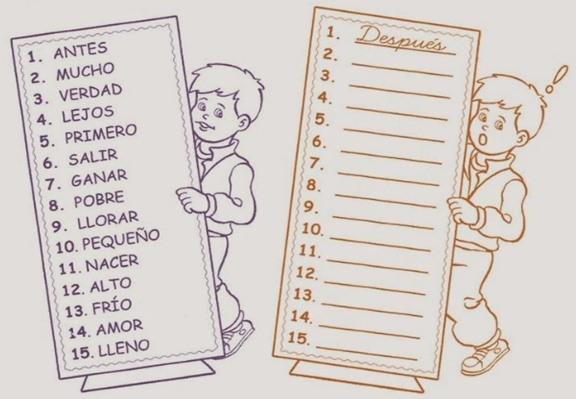 1. ANTES
2. MUCHO
3. VERDAD
4. LEJOS
5. PRIMERO
6. SALIR
7. GANAR
8. POBRE
9. LLORAR
10. PEQUEÑO
11. NACER
12. ALTO
13. FRÍO
14. AMOR
15. LLENO
1. Después
2.
3.
4.
5.
6.
7.
8.
9.
10.
11.
12.
13.
14.
15.